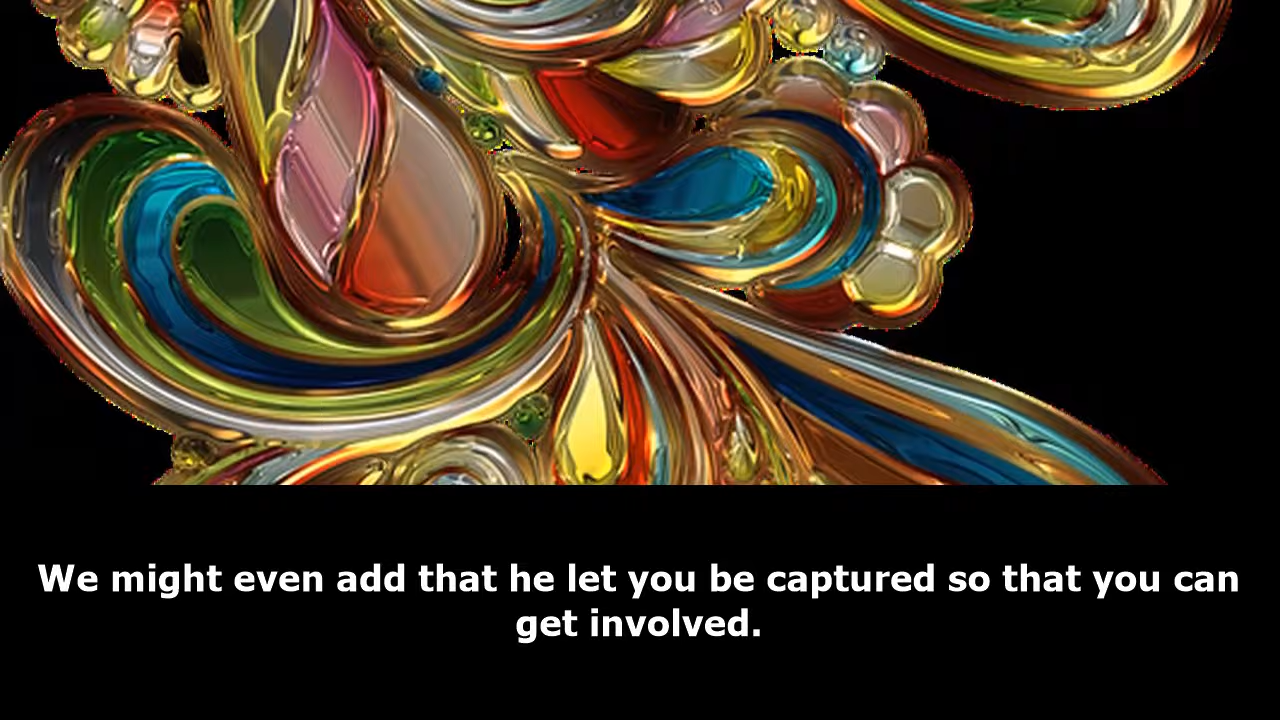 We might even add that he let you be captured so that you can
get involved.